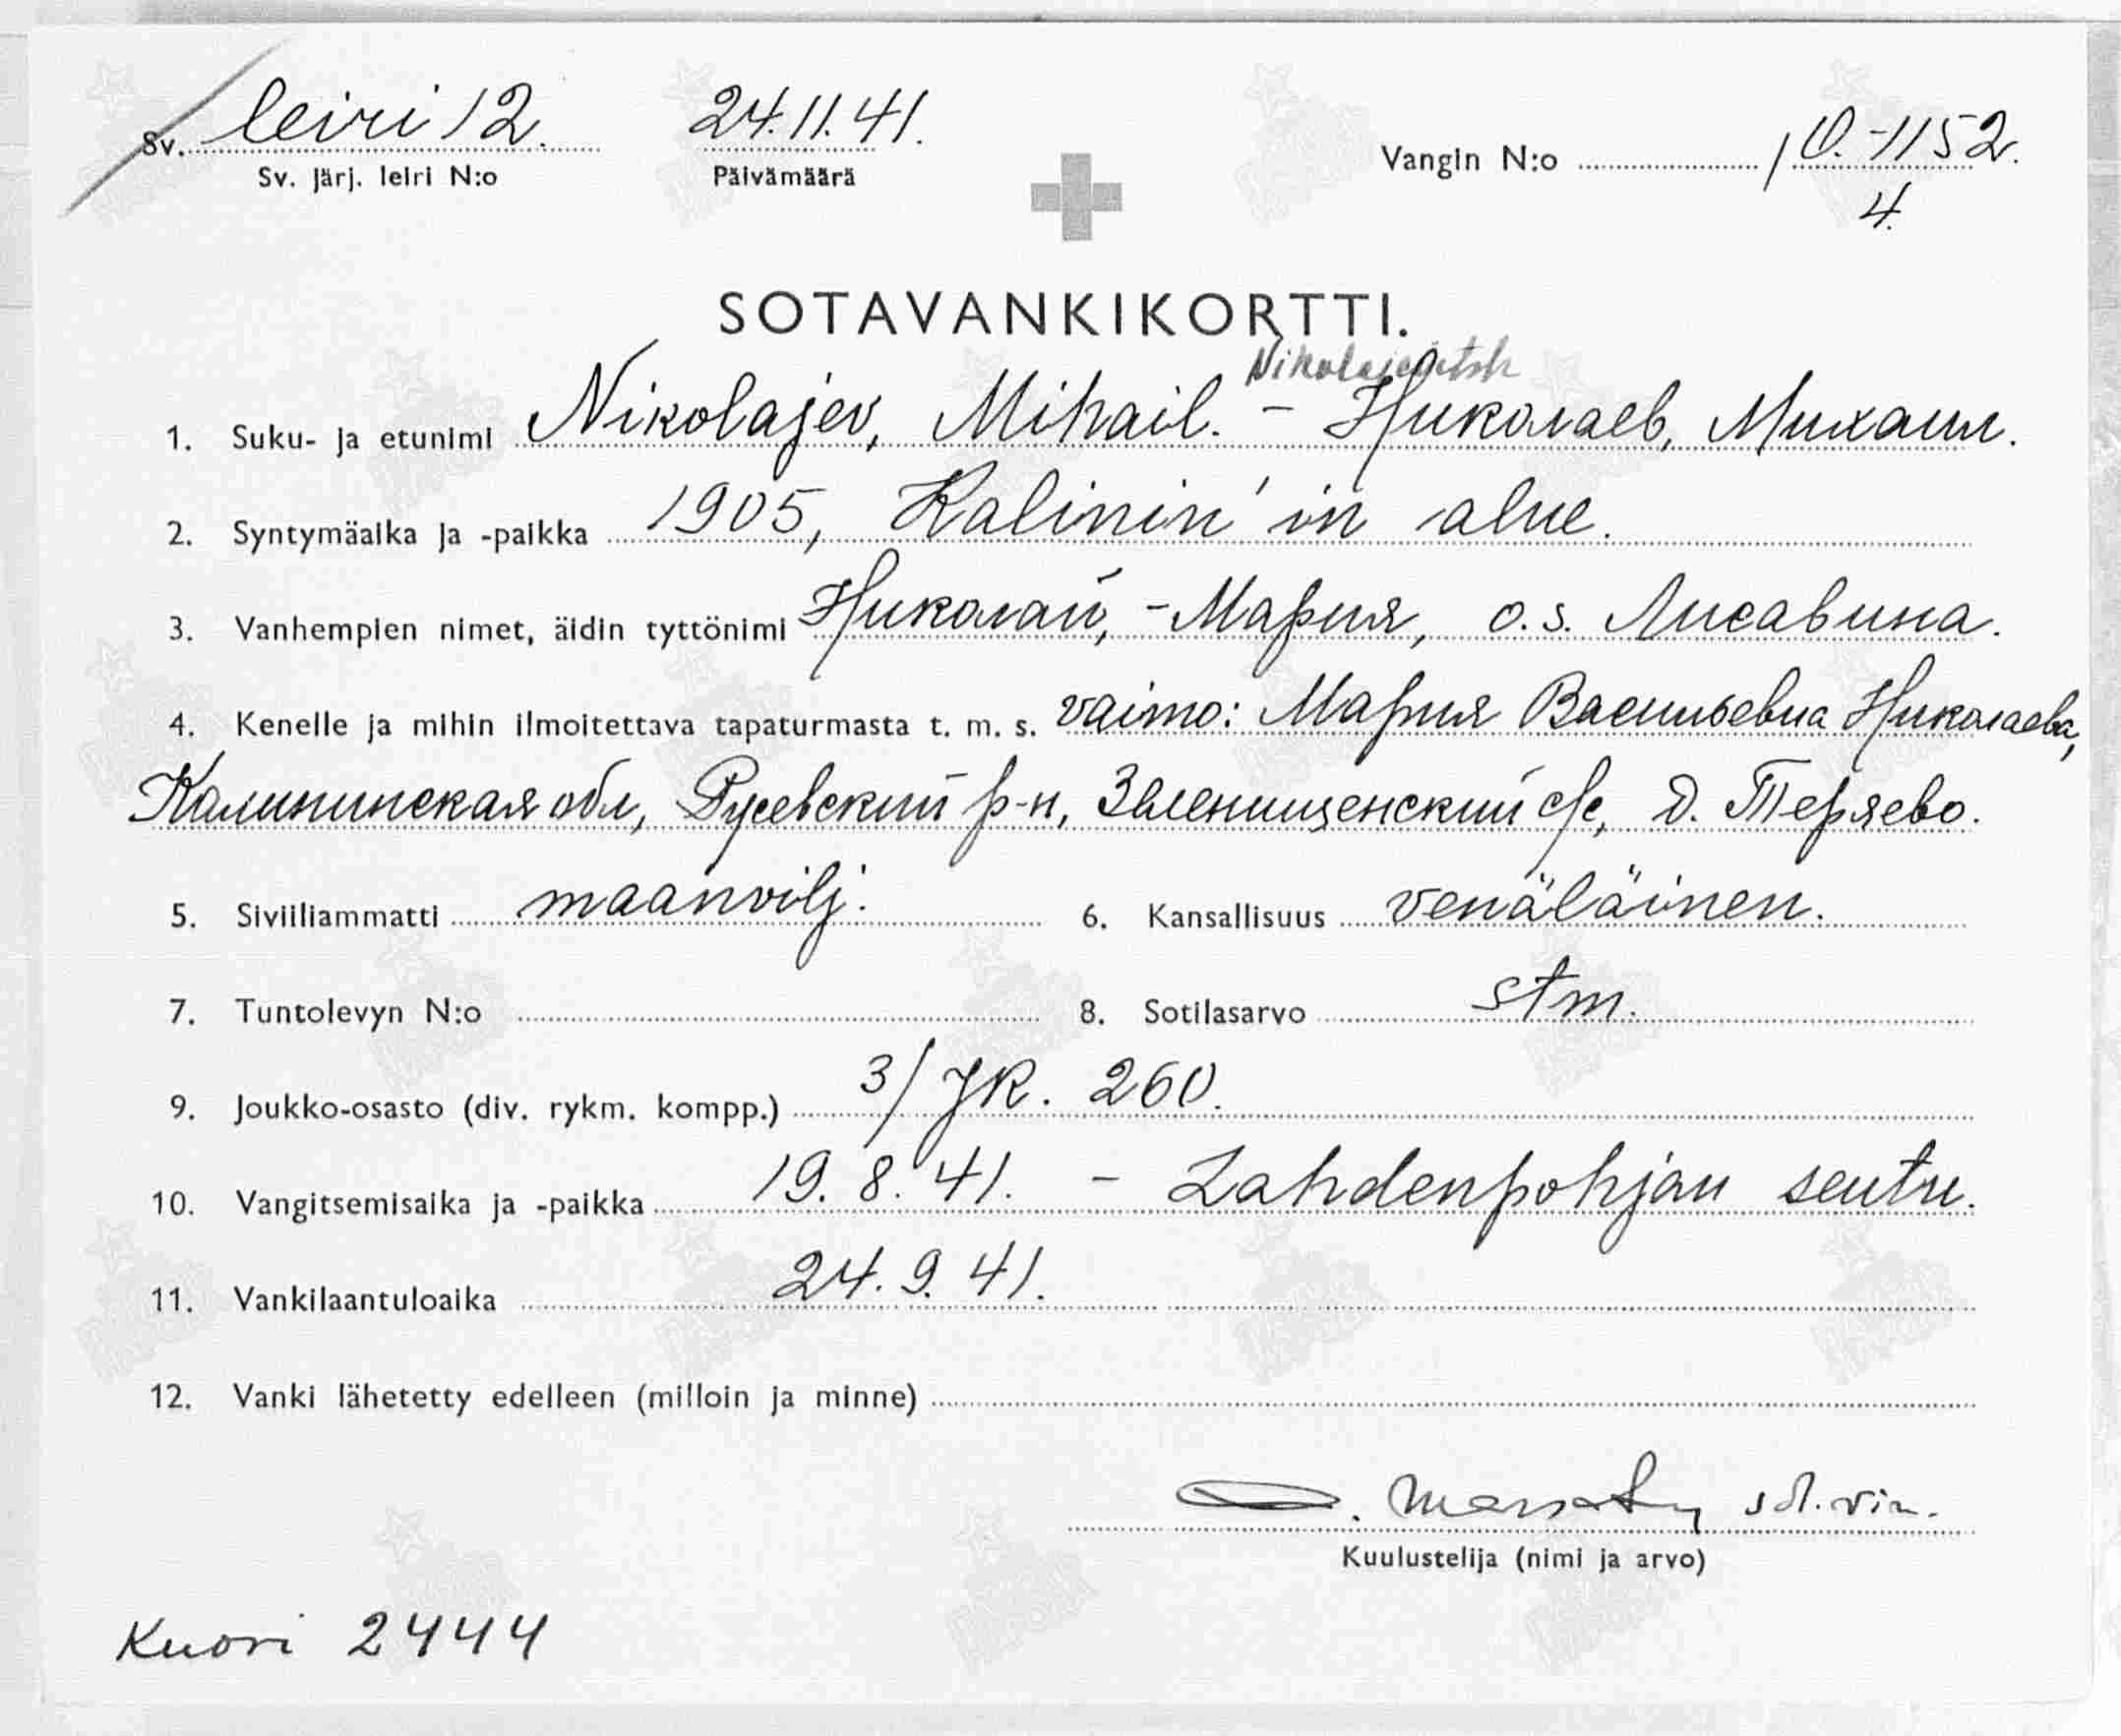 Sv. leiri 12. 24.11.41.
Sv. järj. leiri N:o Päivämäärä Vangin N:o 10.-1152.
4.
SOTAVANKIKORTTI.
Nikolajevitsh
1. Suku- ja etunimi Nikolajev, Mihail. - Николаев, Михаил.
2. Syntymäaika ja -paikka 1905, Kalinin'in alue.
3. Vanhempien nimet, äidin tyttönimi Николай, - Мария, o.s. Лисавина.
4. Kenelle ja mihin ilmoitettava tapaturmasta t. m. s. vaimo: Мария Васильевна Николаева,
Калининская обл, р-н, с/с, д. Теряево.
5. Siviiliammatti maanvilj. 6. Kansallisuus venäläinen.
7. Tuntolevyn N:o 8. Sotilasarvo stm.
9. Joukko-osasto (div. rykm. kompp.) 3/JR. 260.
10. Vangitsemisaika ja -paikka 19.8.41. - Lahdenpohjan seutu.
11. Vankilaantuloaika 24.9.41.
12. Vanki lähetetty edelleen (milloin ja minne)
Kuulustelija (nimi ja arvo)
Kuori 2444